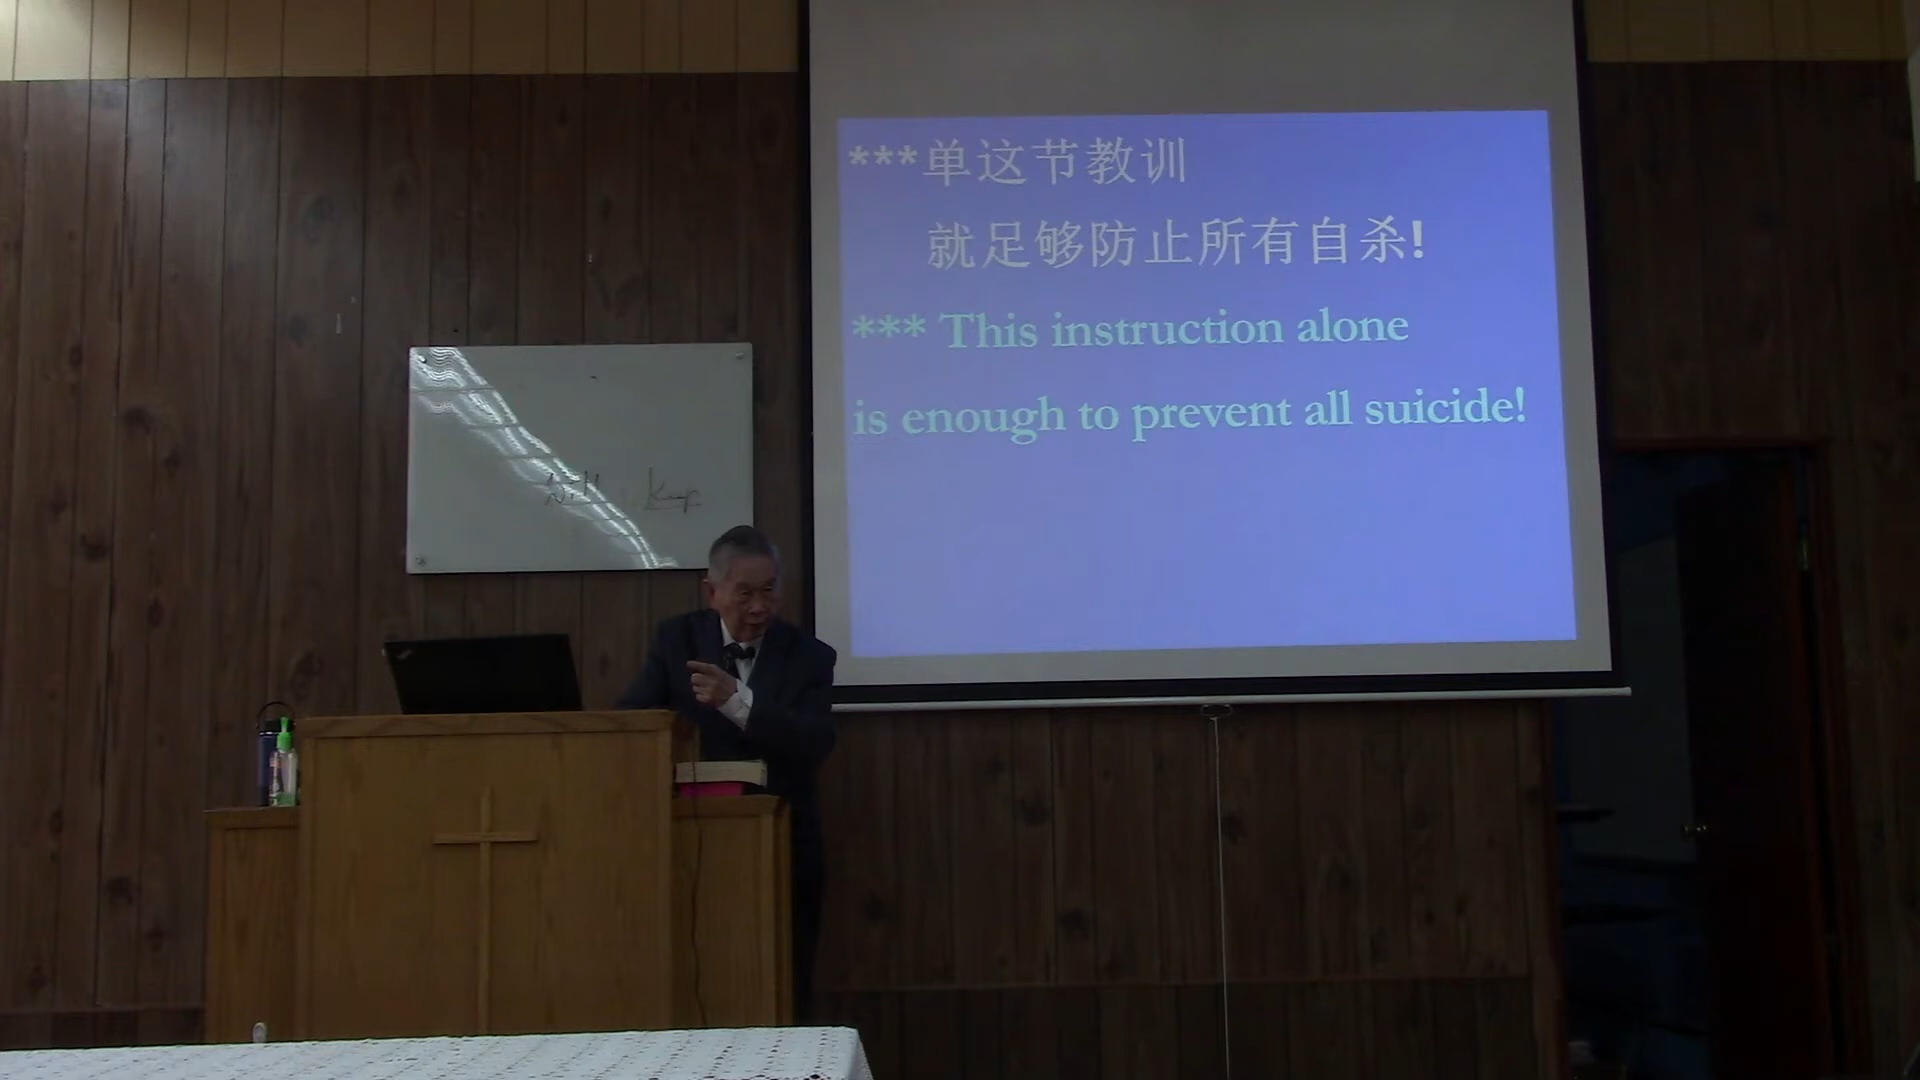 ***单这节教训
就足够防止所有自杀!
*** This instruction alone
is enough to prevent all suicide!